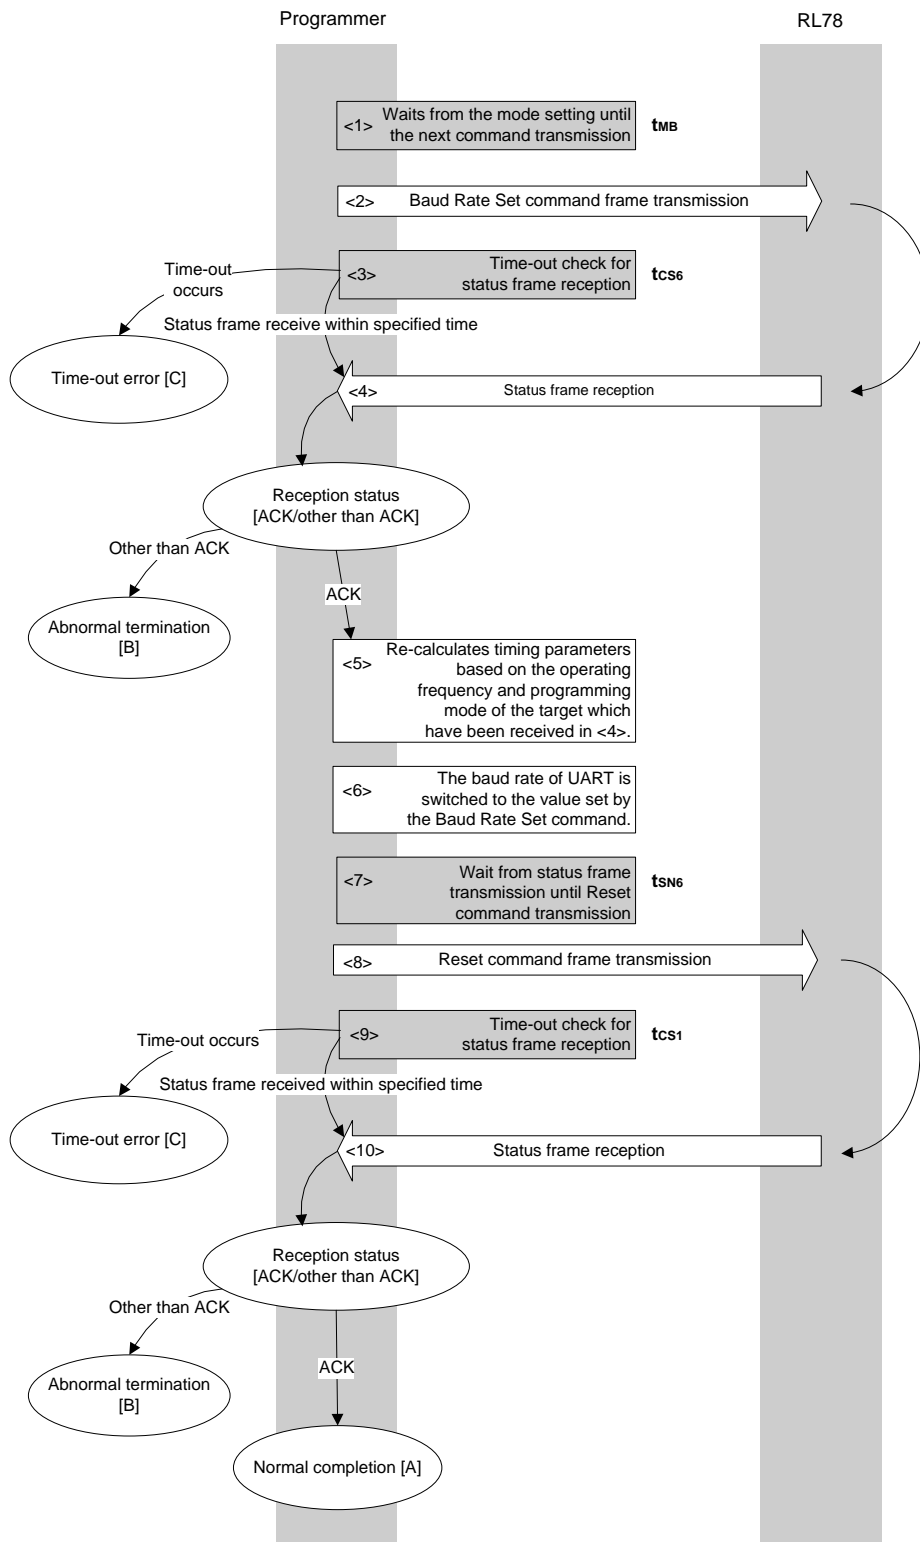 Programmer
RL78
<1> Waits from the mode setting until
the next command transmission
tMB
<2> Baud Rate Set command frame transmission
Time-out
occurs
<3> Time-out check for
status frame reception
tCS6
Status frame receive within specified time
Time-out error [C]
<4> Status frame reception
Reception status
[ACK/other than ACK]
Other than ACK
ACK
Abnormal termination
[B]
<5> Re-calculates timing parameters
based on the operating
frequency and programming
mode of the target which
have been received in <4>.
<6> The baud rate of UART is
switched to the value set by
the Baud Rate Set command.
<7> Wait from status frame
transmission until Reset
command transmission
tSN6
<8> Reset command frame transmission
Time-out occurs
<9> Time-out check for
status frame reception
tCS1
Status frame received within specified time
Time-out error [C]
<10> Status frame reception
Reception status
[ACK/other than ACK]
Other than ACK
ACK
Abnormal termination
[B]
Normal completion [A]